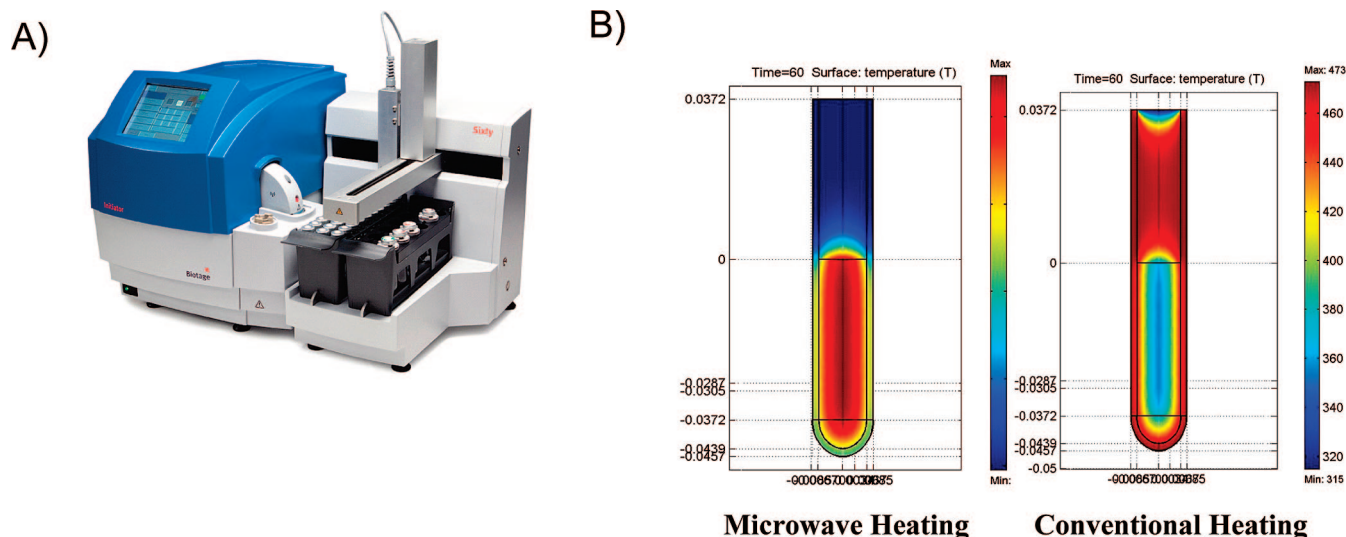 A)
Sixty
Initiator
Biotage
B)
Time=60 Surface: temperature (T)
Max
0.0372
0
-0.0287
-0.0305
-0.0372
-0.0439
-0.0457
Min:
Microwave Heating
Time=60 Surface: temperature (T)
Max: 473
0.0372
0
-0.0287
-0.0305
-0.0372
-0.0439
-0.0457
-0.05
460
440
420
400
380
360
340
320
Min: 315
Conventional Heating